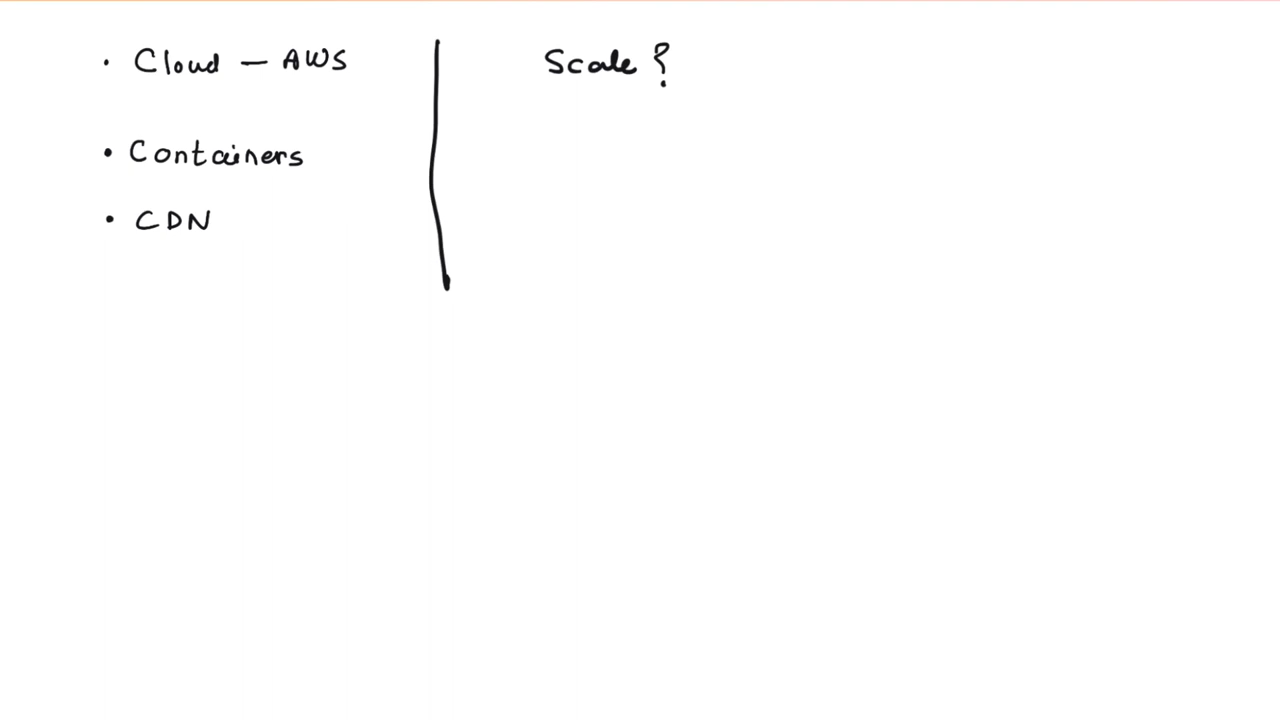 • Cloud — AWS
• Containers
• CDN
Scale ?